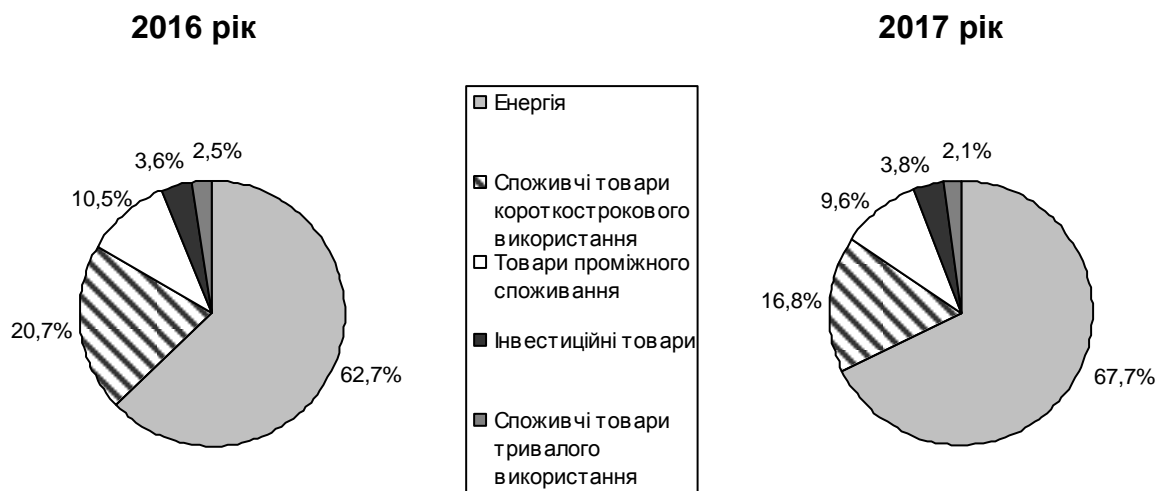 2016 рік
2,5%
3,6%
10,5%
20,7%
62,7%
Енергія
Споживчі товари
короткострокового
використання
Товари проміжного
споживання
Інвестиційні товари
Споживчі товари
тривалого
використання
2017 рік
2,1%
3,8%
9,6%
16,8%
67,7%